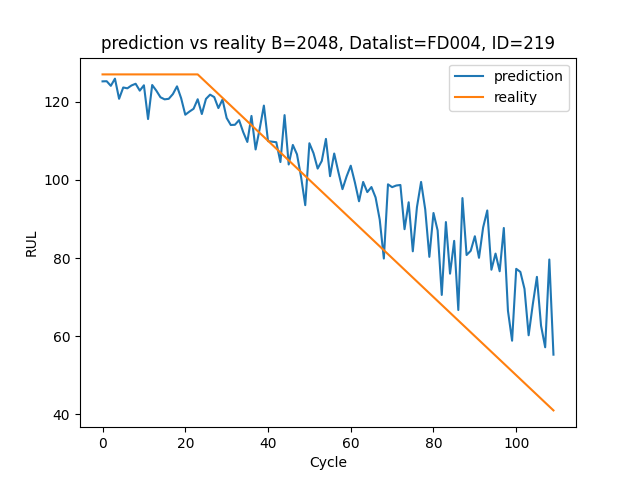 prediction vs reality B=2048, Datalist=FD004, ID=219
prediction
reality
RUL
120
100
80
60
40
0 20 40 60 80 100
Cycle